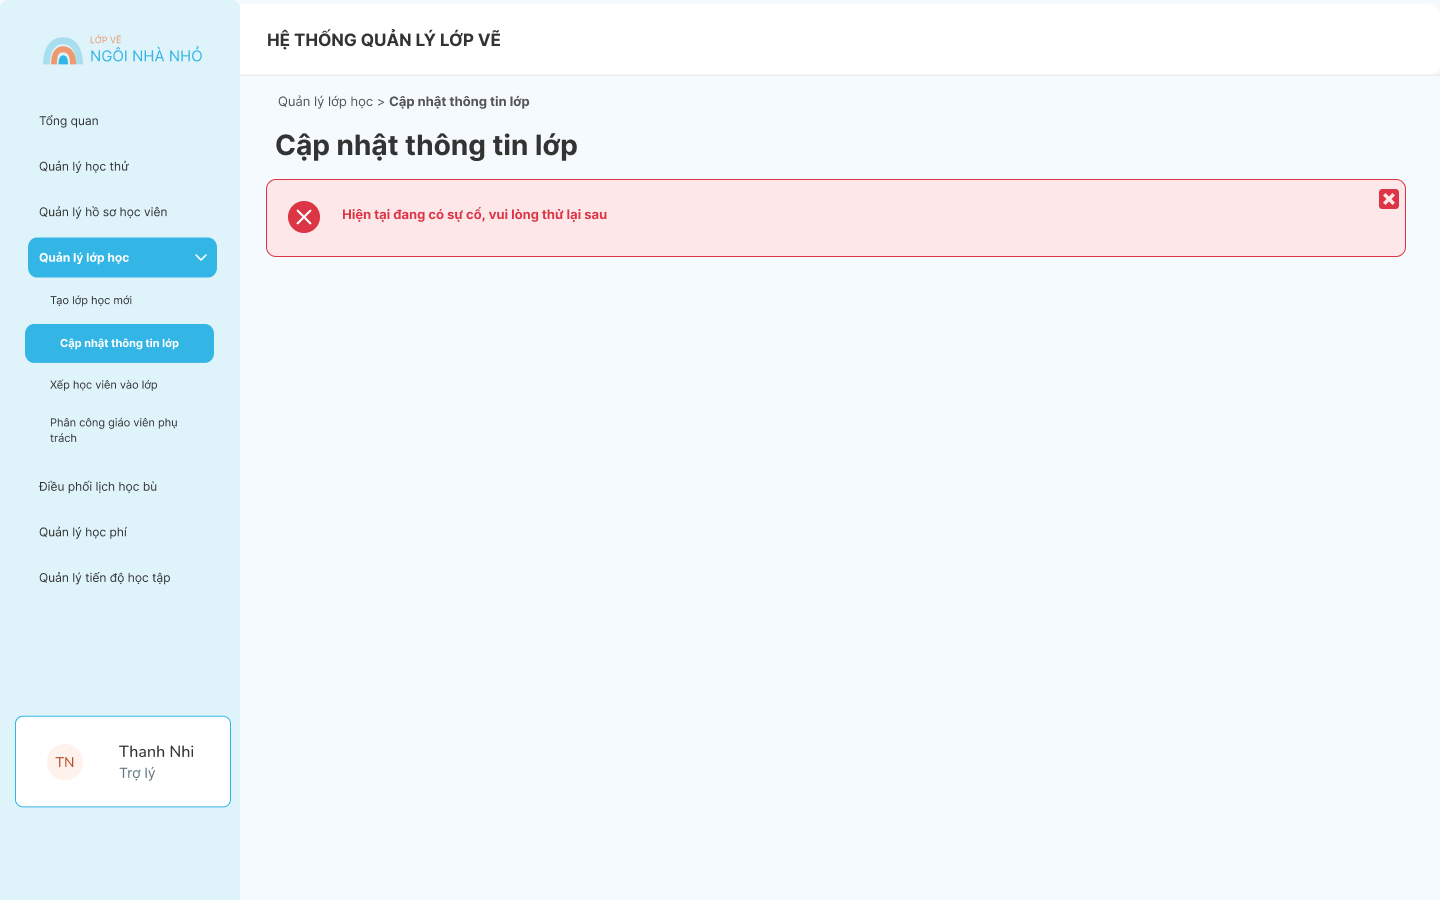 LỚP VẼ
NGÔI NHÀ NHỎ
HỆ THỐNG QUẢN LÝ LỚP VẼ
Tổng quan
Quản lý học thử
Quản lý hồ sơ học viên
Quản lý lớp học
Tạo lớp học mới
Cập nhật thông tin lớp
Xếp học viên vào lớp
Phân công giáo viên phụ
trách
Điều phối lịch học bù
Quản lý học phí
Quản lý tiến độ học tập
TN
Thanh Nhi
Trợ lý
Quản lý lớp học > Cập nhật thông tin lớp
Cập nhật thông tin lớp
Hiện tại đang có sự cố, vui lòng thử lại sau